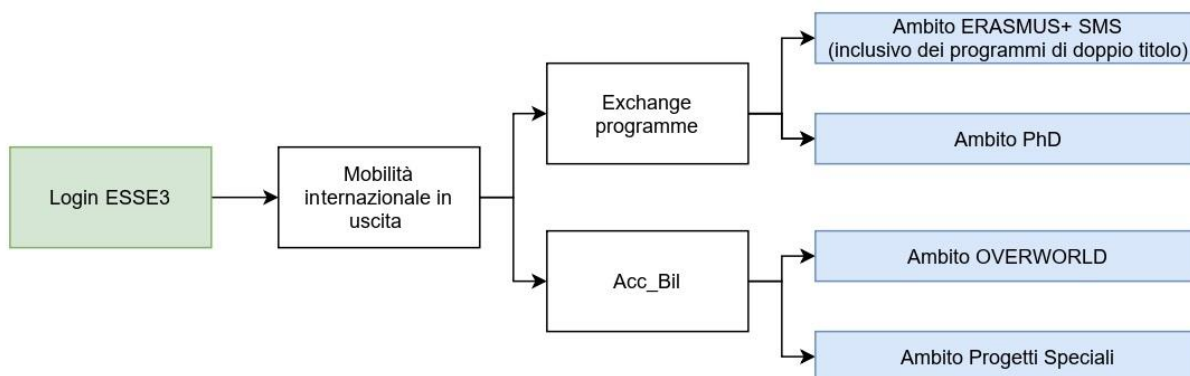 Login ESSE3
Mobilità
internazionale in
uscita
Exchange
programme
Acc_Bil
Ambito ERASMUS+ SMS
(inclusivo dei programmi di doppio titolo)
Ambito PhD
Ambito OVERWORLD
Ambito Progetti Speciali